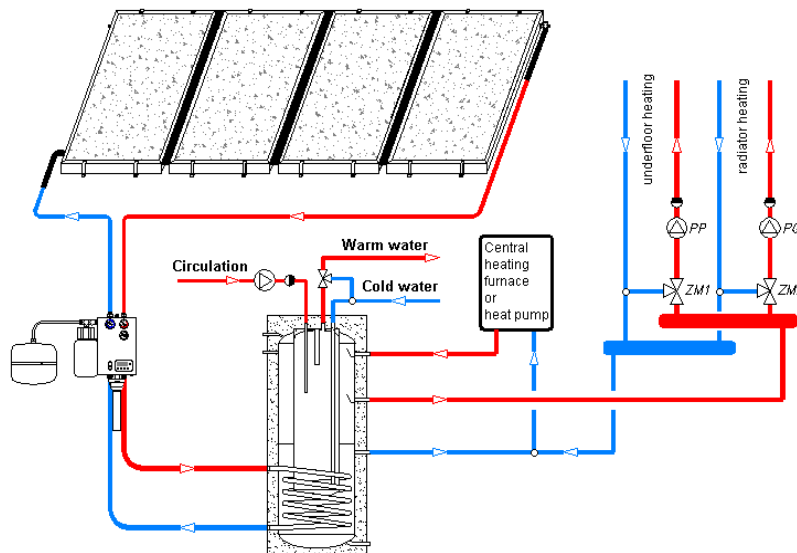 underfloor heating
radiator heating
PP
ZM1
Warm water
Circulation
Cold water
Central
heating
furnace
or
heat pump